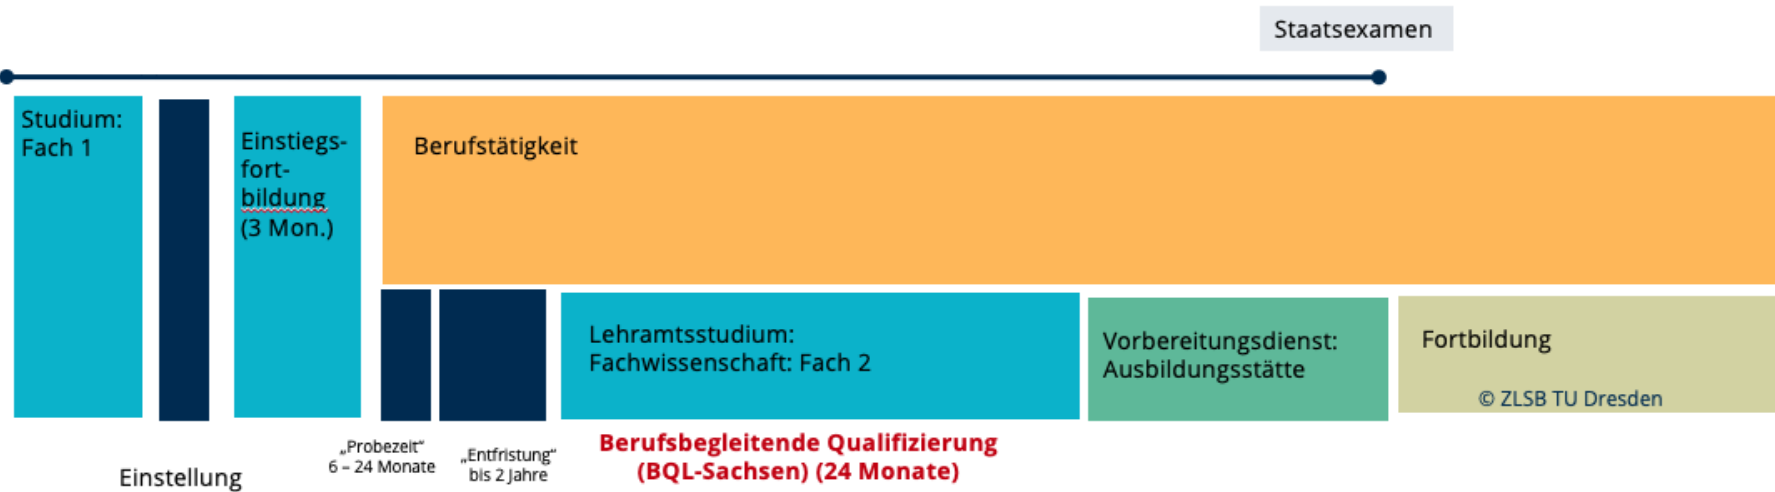 Staatsexamen
Studium:
Fach 1
Einstiegs-
fort-
bildung
(3 Mon.)
Berufstätigkeit
Lehramtsstudium:
Fachwissenschaft: Fach 2
Vorbereitungsdienst:
Ausbildungsstätte
Fortbildung
© ZLSB TU Dresden
Einstellung
„Probezeit“
6 – 24 Monate
„Entfristung“
bis 2 Jahre
Berufsbegleitende Qualifizierung
(BQL-Sachsen) (24 Monate)